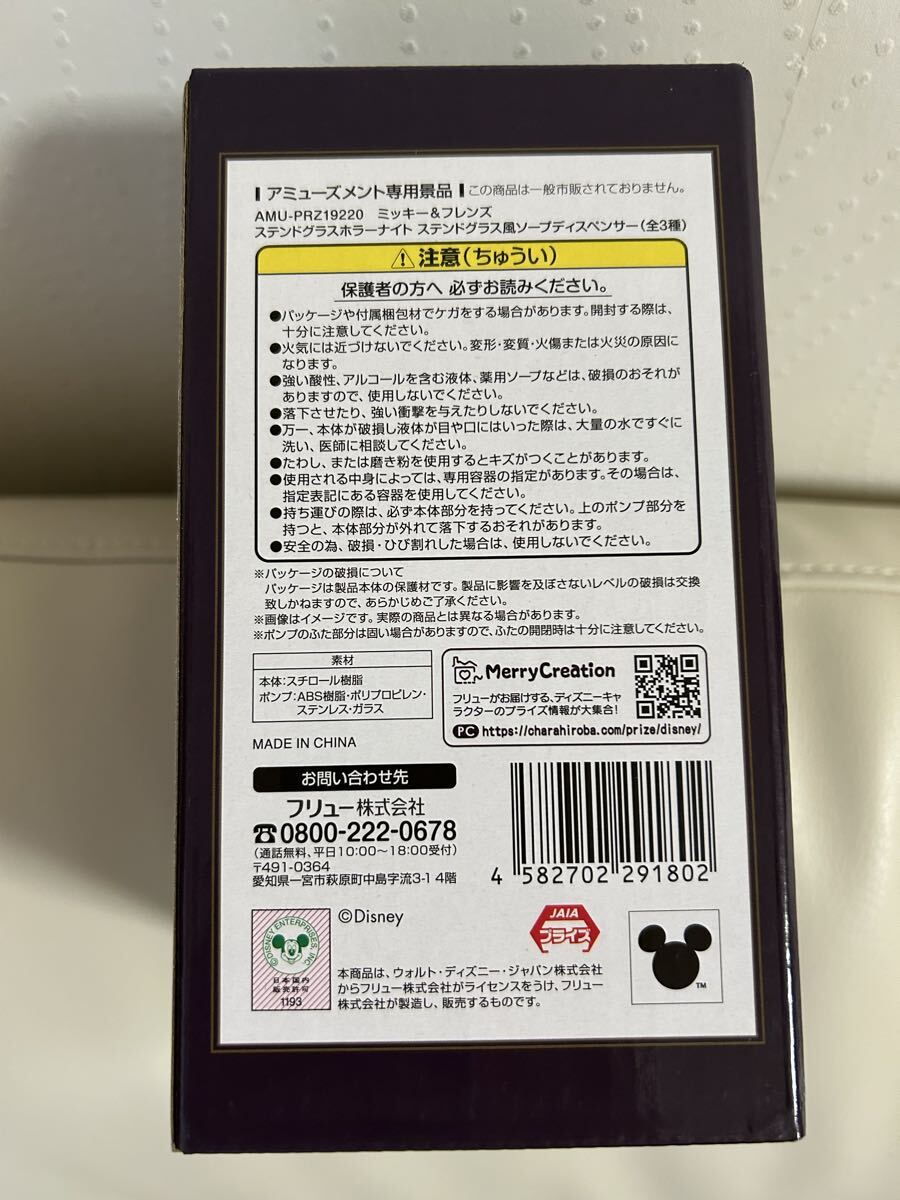 アミューズメント専用景品 この商品は一般市販されておりません。
AMU-PRZ19220 ミッキー&フレンズ
ステンドグラスホラーナイト ステンドグラス風ソープディスペンサー(全3種)
注意(ちゅうい)
保護者の方へ 必ずお読みください。
●パッケージや付属梱包材でケガをする場合があります。開封する際は、
十分に注意してください。
●火気には近づけないでください。変形・変質・火傷または火災の原因に
なります。
●強い酸性、アルコールを含む液体、薬用ソープなどは、破損のおそれが
ありますので、使用しないでください。
●落下させたり、強い衝撃を与えたりしないでください。
●万一、本体が破損し液体が目や口にはいった際は、大量の水ですぐに
洗い、医師に相談してください。
●たわし、または磨き粉を使用するとキズがつくことがあります。
●使用される中身によっては、専用容器の指定があります。その場合は、
指定表記にある容器を使用してください。
●持ち運びの際は、必ず本体部分を持ってください。上のポンプ部分を
持つと、本体部分が外れて落下するおそれがあります。
●安全の為、破損・ひび割れした場合は、使用しないでください。
※パッケージの破損について
パッケージは製品本体の保護材です。製品に影響を及ぼさないレベルの破損は交換
致しかねますので、あらかじめご了承ください。
※画像はイメージです。実際の商品とは異なる場合があります。
※ポンプのふた部分は固い場合がありますので、ふたの開閉時は十分に注意してください。
素材
本体:スチロール樹脂
ポンプ:ABS樹脂・ポリプロピレン・
ステンレス・ガラス
MerryCreation
フリューがお届けする、ディズニーキャ
ラクターのプライズ情報が大集合!
PC https://charahiroba.com/prize/disney/
MADE IN CHINA
お問い合わせ先
フリュー株式会社
☎0800-222-0678
(通話無料、平日10:00〜18:00受付)
〒491-0364
愛知県一宮市萩原町中島字流3-1 4階
4 582702 291802
©DISNEY ENTERPRISES, INC.
日本国内
販売許可
1193
©Disney
JAIA
プライズ
TM
本商品は、ウォルト・ディズニー・ジャパン株式会社
からフリュー株式会社がライセンスをうけ、フリュー
株式会社が製造し、販売するものです。